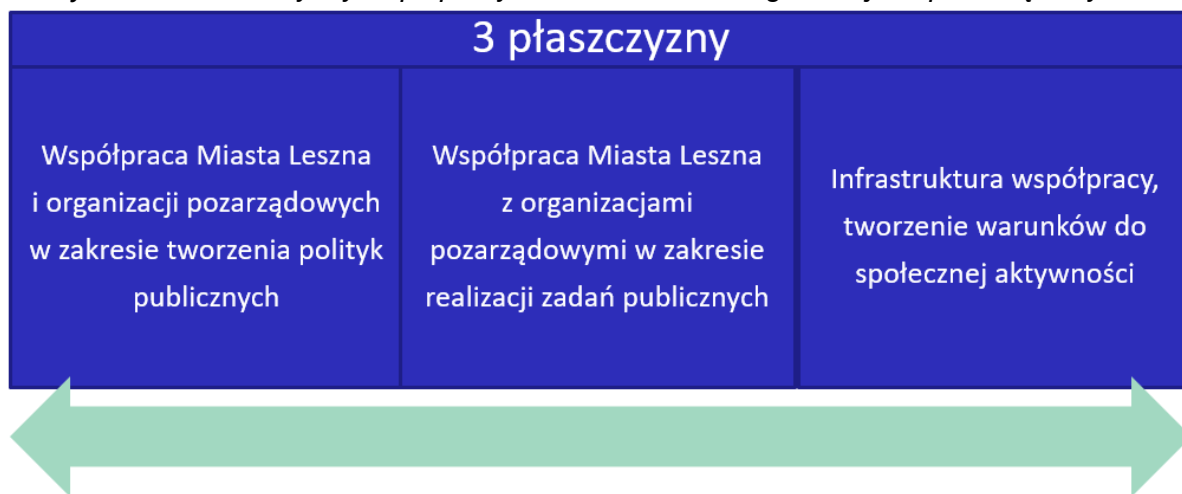 3 płaszczyzny
Współpraca Miasta Leszna
i organizacji pozarządowych
w zakresie tworzenia polityk
publicznych
Współpraca Miasta Leszna
z organizacjami
pozarządowymi w zakresie
realizacji zadań publicznych
Infrastruktura współpracy,
tworzenie warunków do
społecznej aktywności